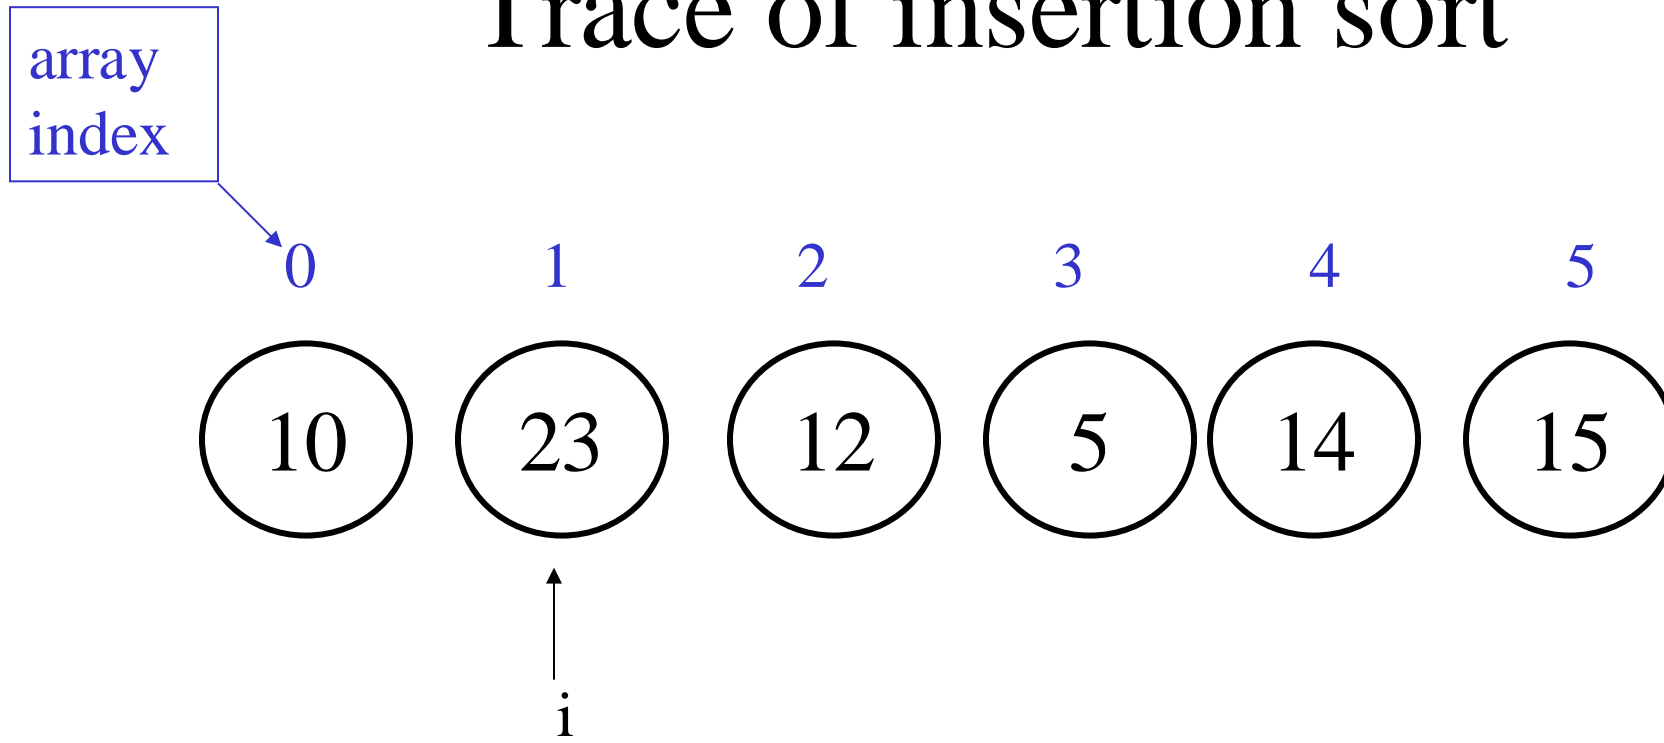 Trace of insertion sort
array
index
0 1 2 3 4 5
10 23 12 5 14 15
i